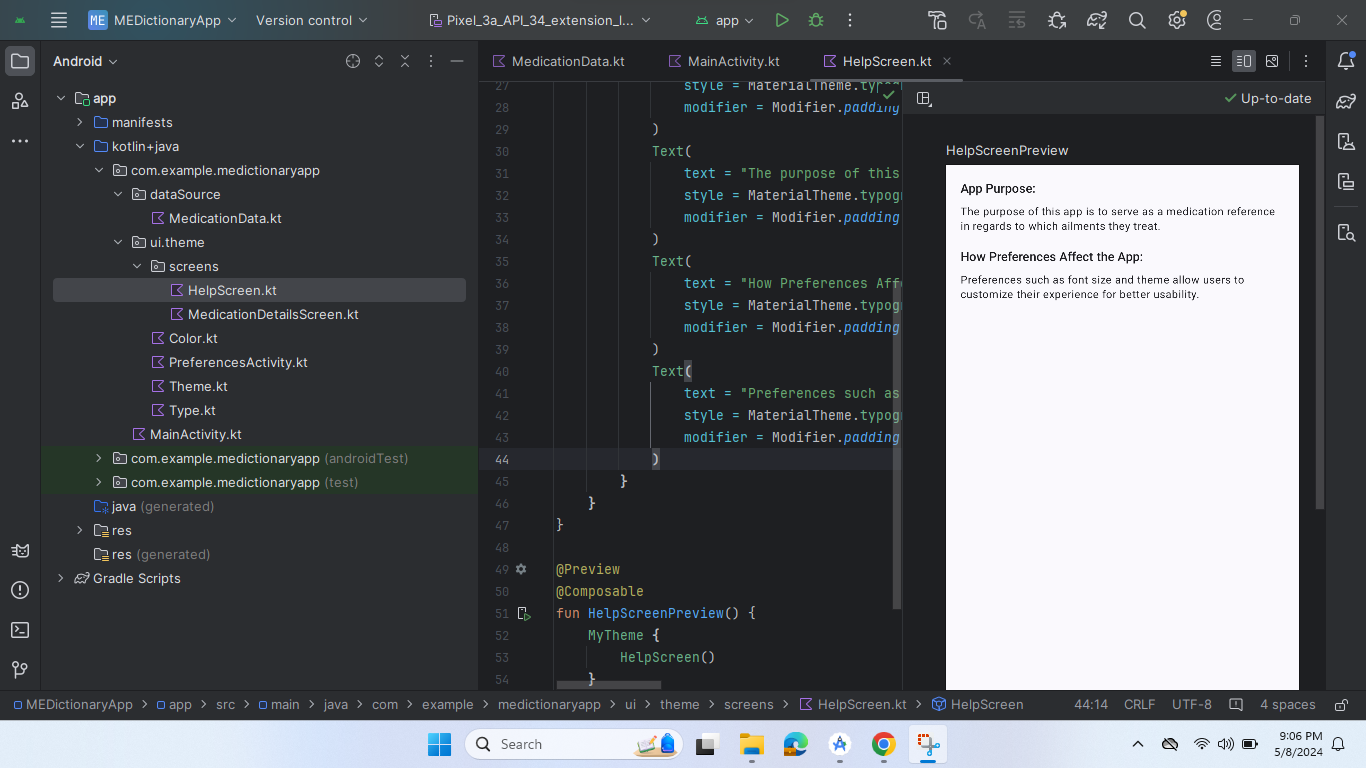 ME MEDictionaryApp Version control Pixel_3a_API_34_extension_l... app
Android
MedicationData.kt MainActivity.kt HelpScreen.kt
app
manifests
kotlin+java
com.example.medictionaryapp
dataSource
MedicationData.kt
ui.theme
screens
HelpScreen.kt
MedicationDetailsScreen.kt
Color.kt
PreferencesActivity.kt
Theme.kt
Type.kt
MainActivity.kt
com.example.medictionaryapp (androidTest)
com.example.medictionaryapp (test)
java (generated)
res
res (generated)
Gradle Scripts
27 style = MaterialTheme.typog
28 modifier = Modifier.padding
29 )
30 Text(
31 text = "The purpose of this
32 style = MaterialTheme.typogr
33 modifier = Modifier.padding
34 )
35 Text(
36 text = "How Preferences Affe
37 style = MaterialTheme.typogr
38 modifier = Modifier.padding
39 )
40 Text(
41 text = "Preferences such as
42 style = MaterialTheme.typogr
43 modifier = Modifier.padding
44 )
45 }
46 }
47 }
48
49 @Preview
50 @Composable
51 fun HelpScreenPreview() {
52 MyTheme {
53 HelpScreen()
54 }
Up-to-date
HelpScreenPreview
App Purpose:
The purpose of this app is to serve as a medication reference
in regards to which ailments they treat.
How Preferences Affect the App:
Preferences such as font size and theme allow users to
customize their experience for better usability.
MEDictionaryApp > app > src > main > java > com > example > medictionaryapp > ui > theme > screens > HelpScreen.kt > HelpScreen 44:14 CRLF UTF-8 4 spaces
Search
9:06 PM
5/8/2024